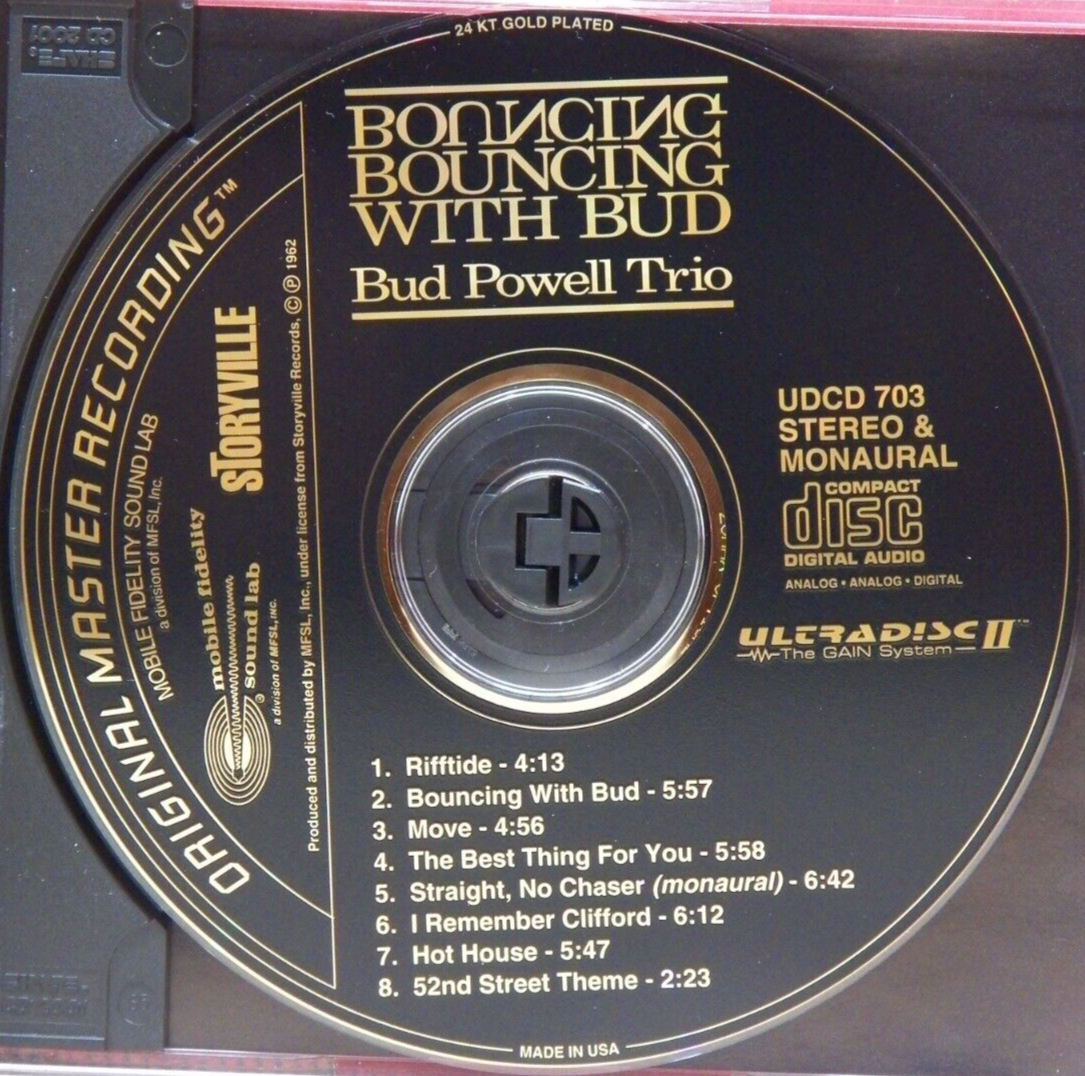 24 KT GOLD PLATED
BOUNCING
BOUNCING
WITH BUD
Bud Powell Trio
ORIGINAL MASTER RECORDING™
MOBILE FIDELITY SOUND LAB
a division of MFSL, Inc.
STORYVILLE
mobile fidelity
sound lab
®
a division of MFSL, INC.
Produced and distributed by MFSL, Inc., under license from Storyville Records, © ℗ 1962
UDCD 703
STEREO &
MONAURAL
COMPACT
disc
DIGITAL AUDIO
ANALOG • ANALOG • DIGITAL
ULTRADISC II™
The GAIN System
1. Rifftide - 4:13
2. Bouncing With Bud - 5:57
3. Move - 4:56
4. The Best Thing For You - 5:58
5. Straight, No Chaser (monaural) - 6:42
6. I Remember Clifford - 6:12
7. Hot House - 5:47
8. 52nd Street Theme - 2:23
MADE IN USA
SHAPE.
CD 2001